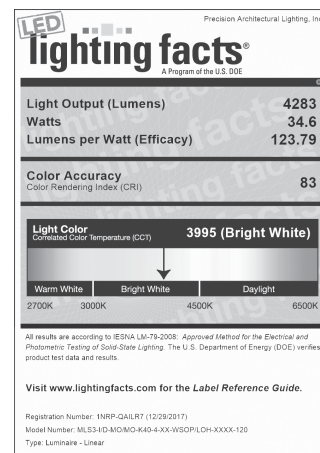 Precision Architectural Lighting,
LED
lighting facts®
A Program of the U.S. DOE
Light Output (Lumens) 4283
Watts 34.6
Lumens per Watt (Efficacy) 123.79
Color Accuracy
Color Rendering Index (CRI) 83
Light Color
Correlated Color Temperature (CCT) 3995 (Bright White)
Warm White Bright White Daylight
2700K 3000K 4500K 6500K
All results are according to IESNA LM-79-2008: Approved Method for the Electrical and
Photometric Testing of Solid-State Lighting. The U.S. Department of Energy (DOE) verifies
product test data and results.
Visit www.lightingfacts.com for the Label Reference Guide.
Registration Number: 1NRP-QAILR7 (12/29/2017)
Model Number: MLS3-I/D-MO/MO-K40-4-XX-WSOP/LOH-XXXX-120
Type: Luminaire - Linear